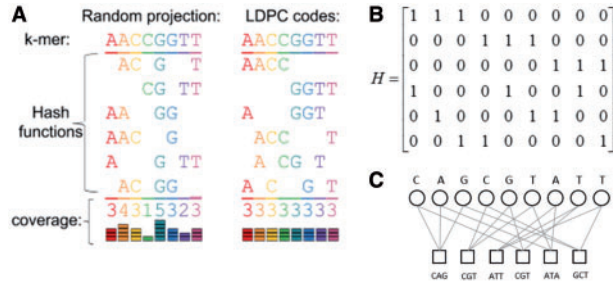 A
Random projection:
LDPC codes:
k-mer:
AACCGGTT AACCGGTT
Hash functions
AC G T AACC
CG TT GGTT
AA GG A GGT
AAC G ACC T
A G TT A CG T
AC GG A C G T
coverage:
34315323 33333333
B
H =
1 1 1 0 0 0 0 0 0
0 0 0 1 1 1 0 0 0
0 0 0 0 0 0 1 1 1
1 0 0 0 1 0 0 1 0
0 1 0 0 0 1 1 0 0
0 0 1 1 0 0 0 0 1
C
C A G C G T A T T
CAG CGT ATT CGT ATA GCT